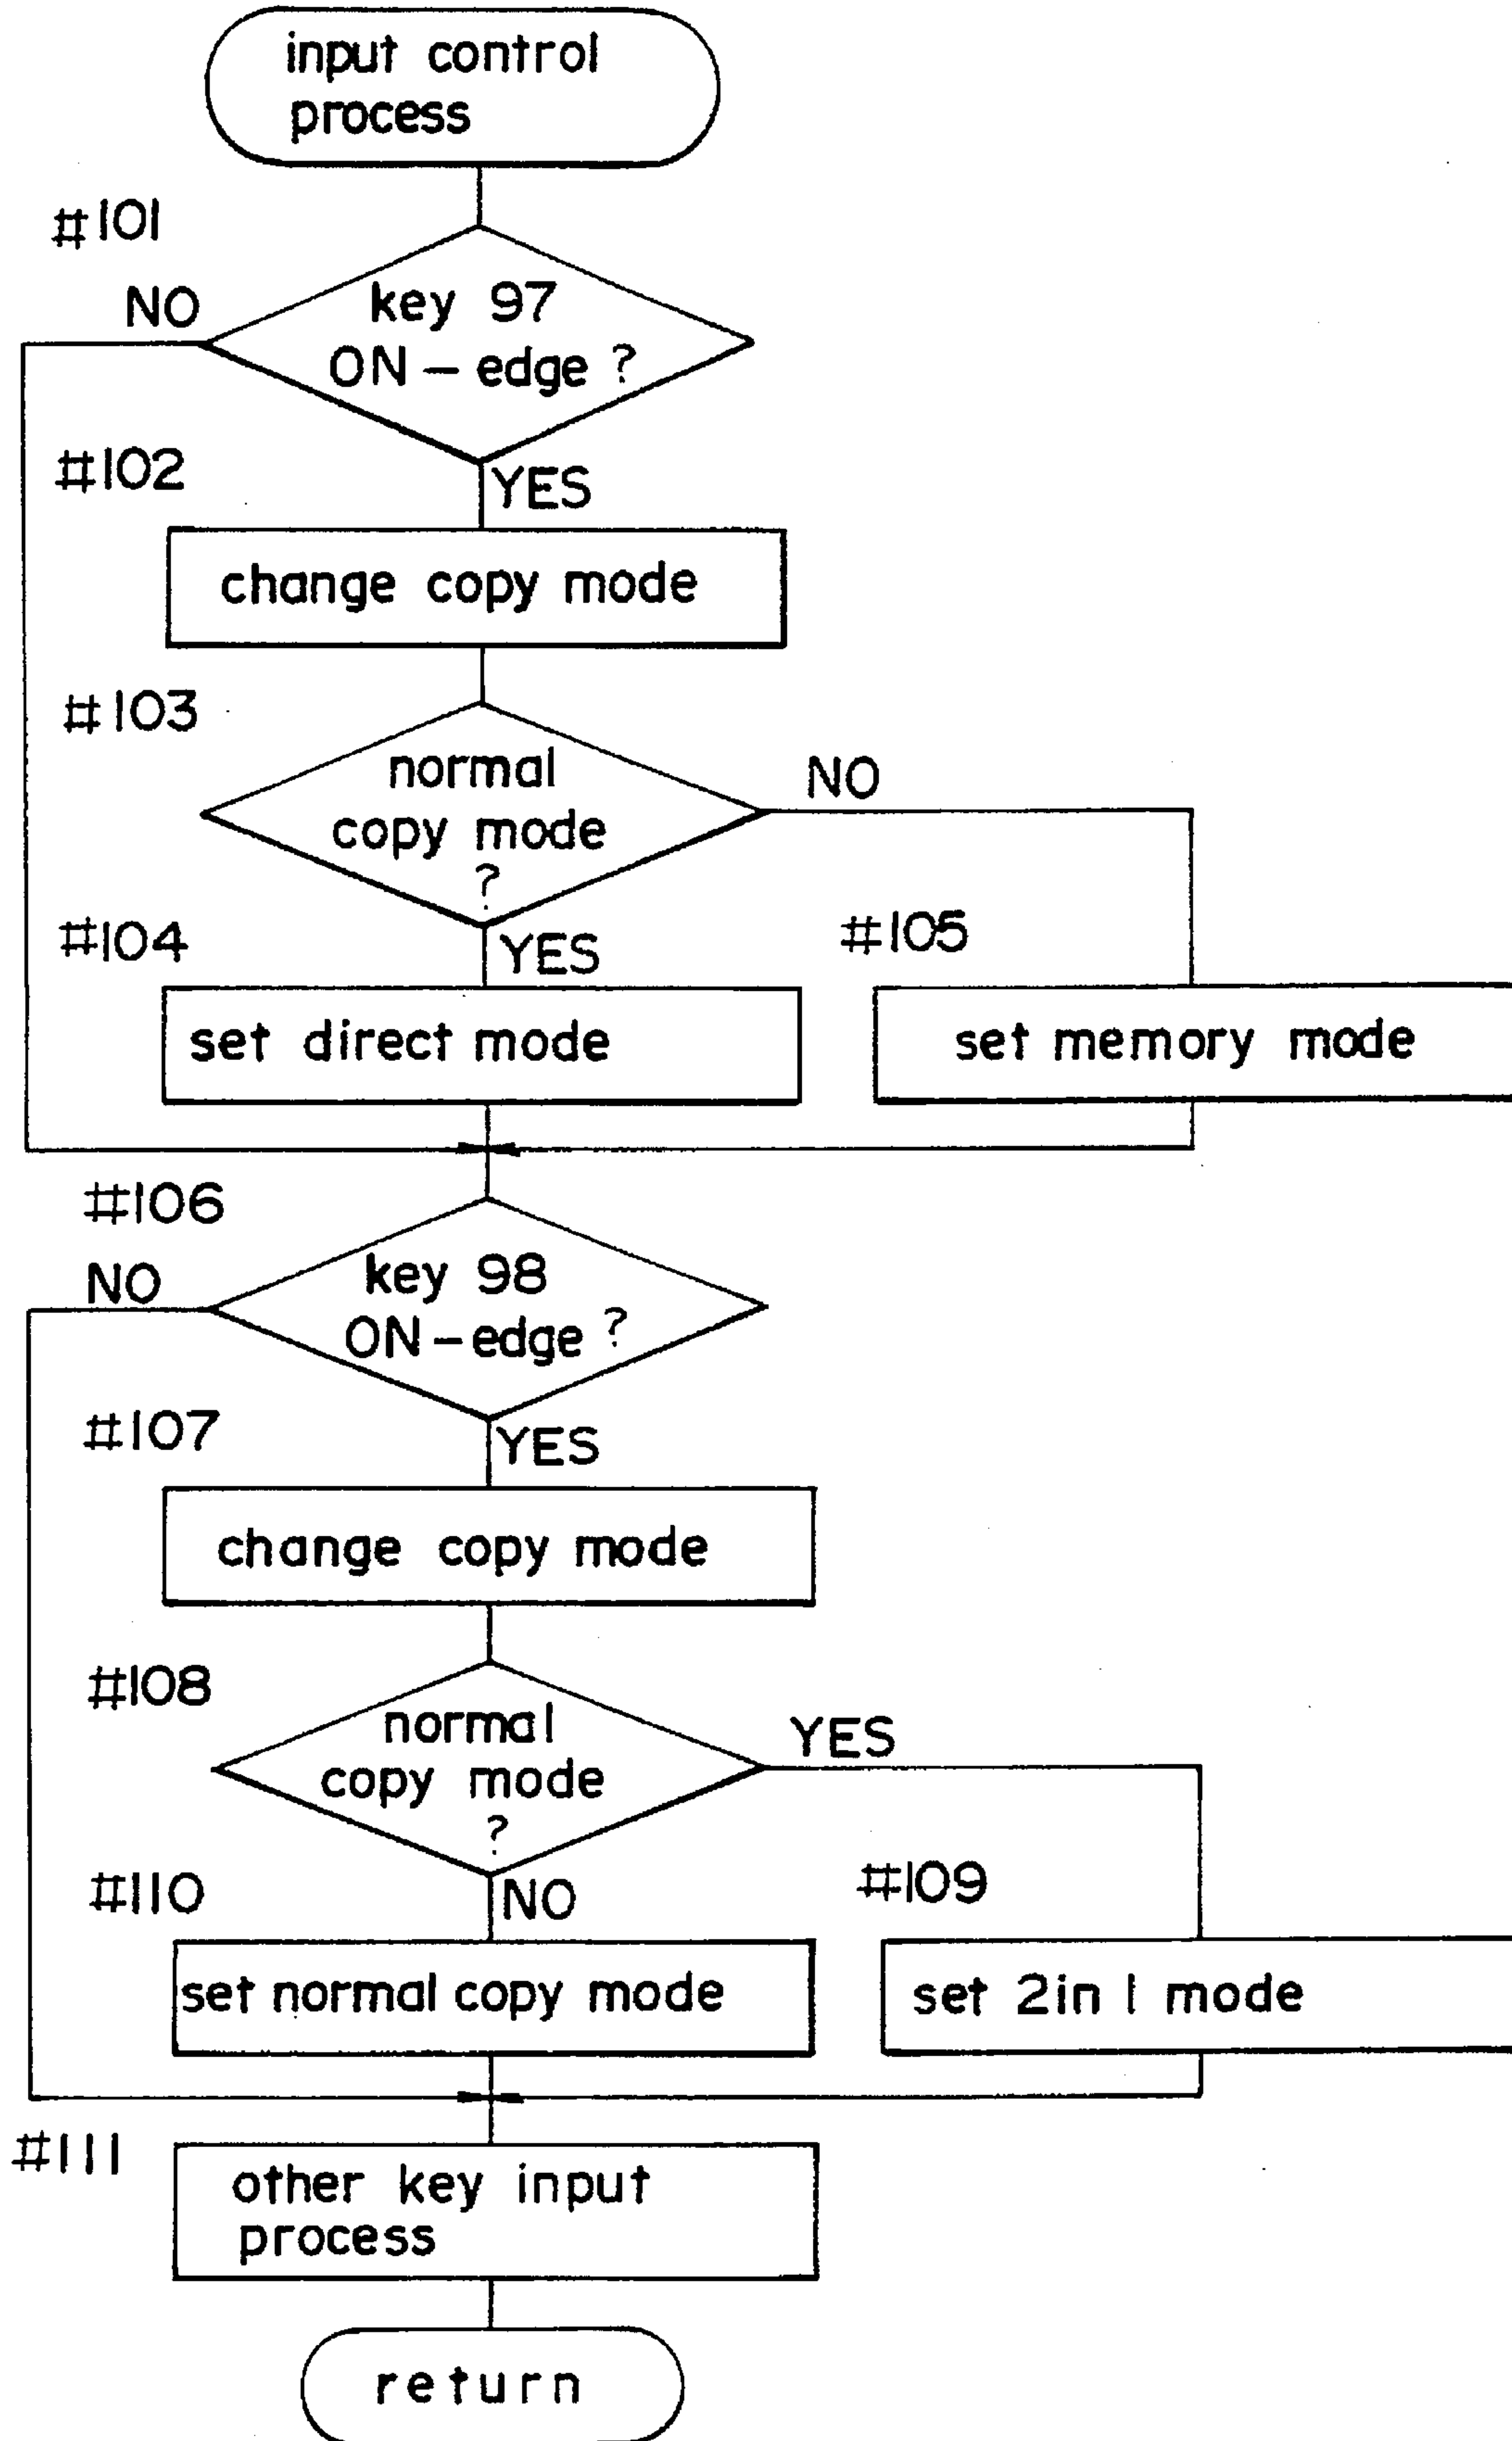 input control
process
#101
NO
key 97
ON-edge ?
#102
YES
change copy mode
#103
normal
copy mode
?
NO
#104
YES
#105
set direct mode
set memory mode
#106
NO
key 98
ON-edge ?
#107
YES
change copy mode
#108
normal
copy mode
?
YES
#110
NO
#109
set normal copy mode
set 2in 1 mode
#111
other key input
process
return